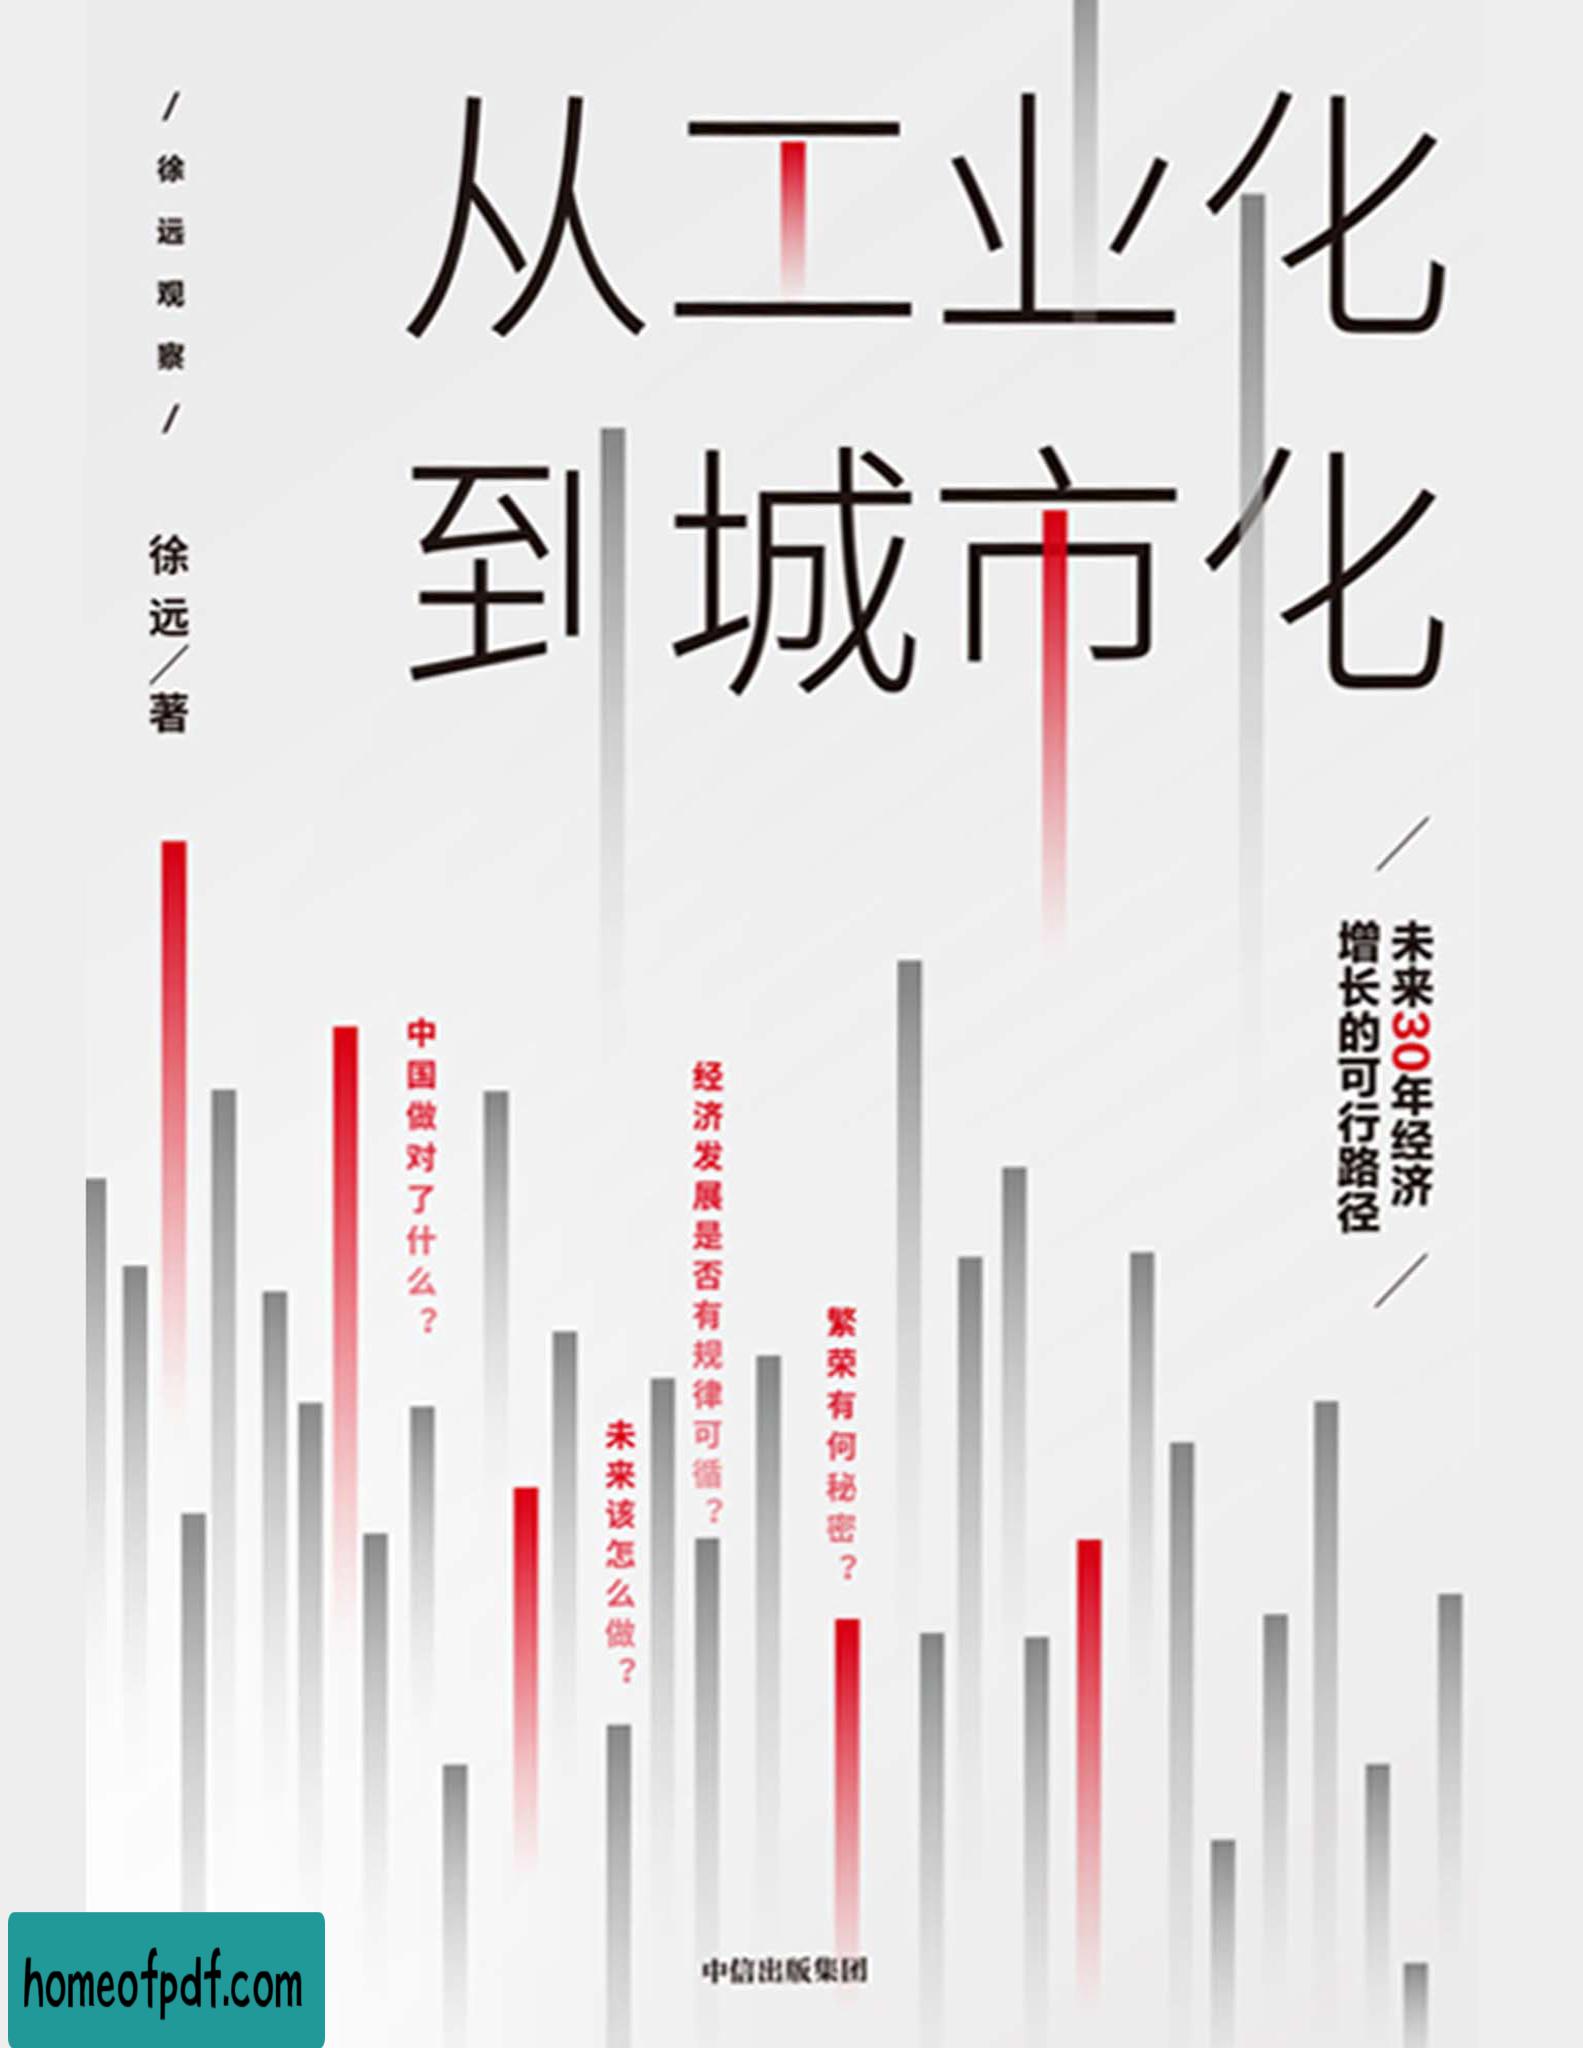 从工业化
到城市化
/徐远观察/
徐远/著
未来30年经济
增长的可行路径
中国做对了什么？
经济发展是否有规律可循？
繁荣有何秘密？
未来该怎么做？
中信出版集团
homeofpdf.com